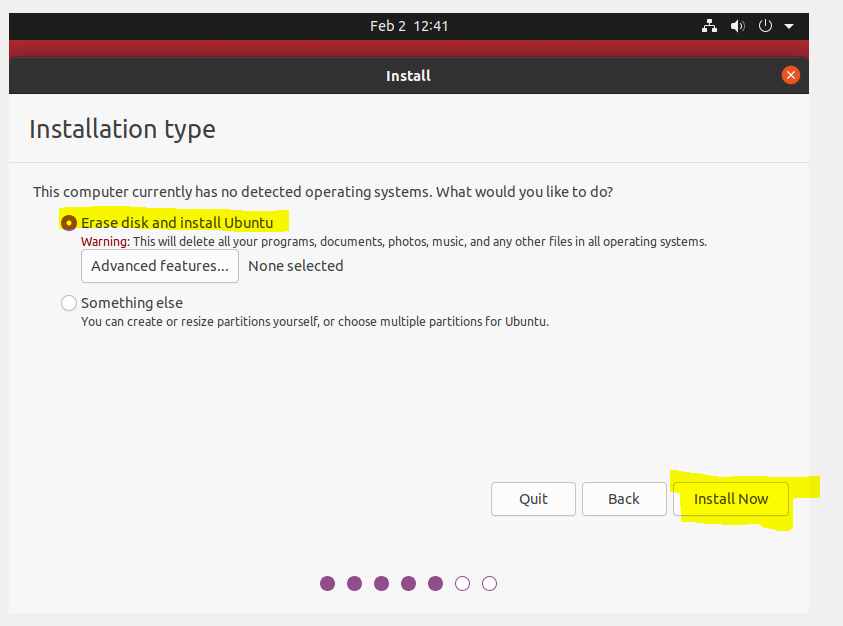 Feb 2 12:41
Install
Installation type
This computer currently has no detected operating systems. What would you like to do?
Erase disk and install Ubuntu
Warning: This will delete all your programs, documents, photos, music, and any other files in all operating systems.
Advanced features... None selected
Something else
You can create or resize partitions yourself, or choose multiple partitions for Ubuntu.
Quit Back Install Now